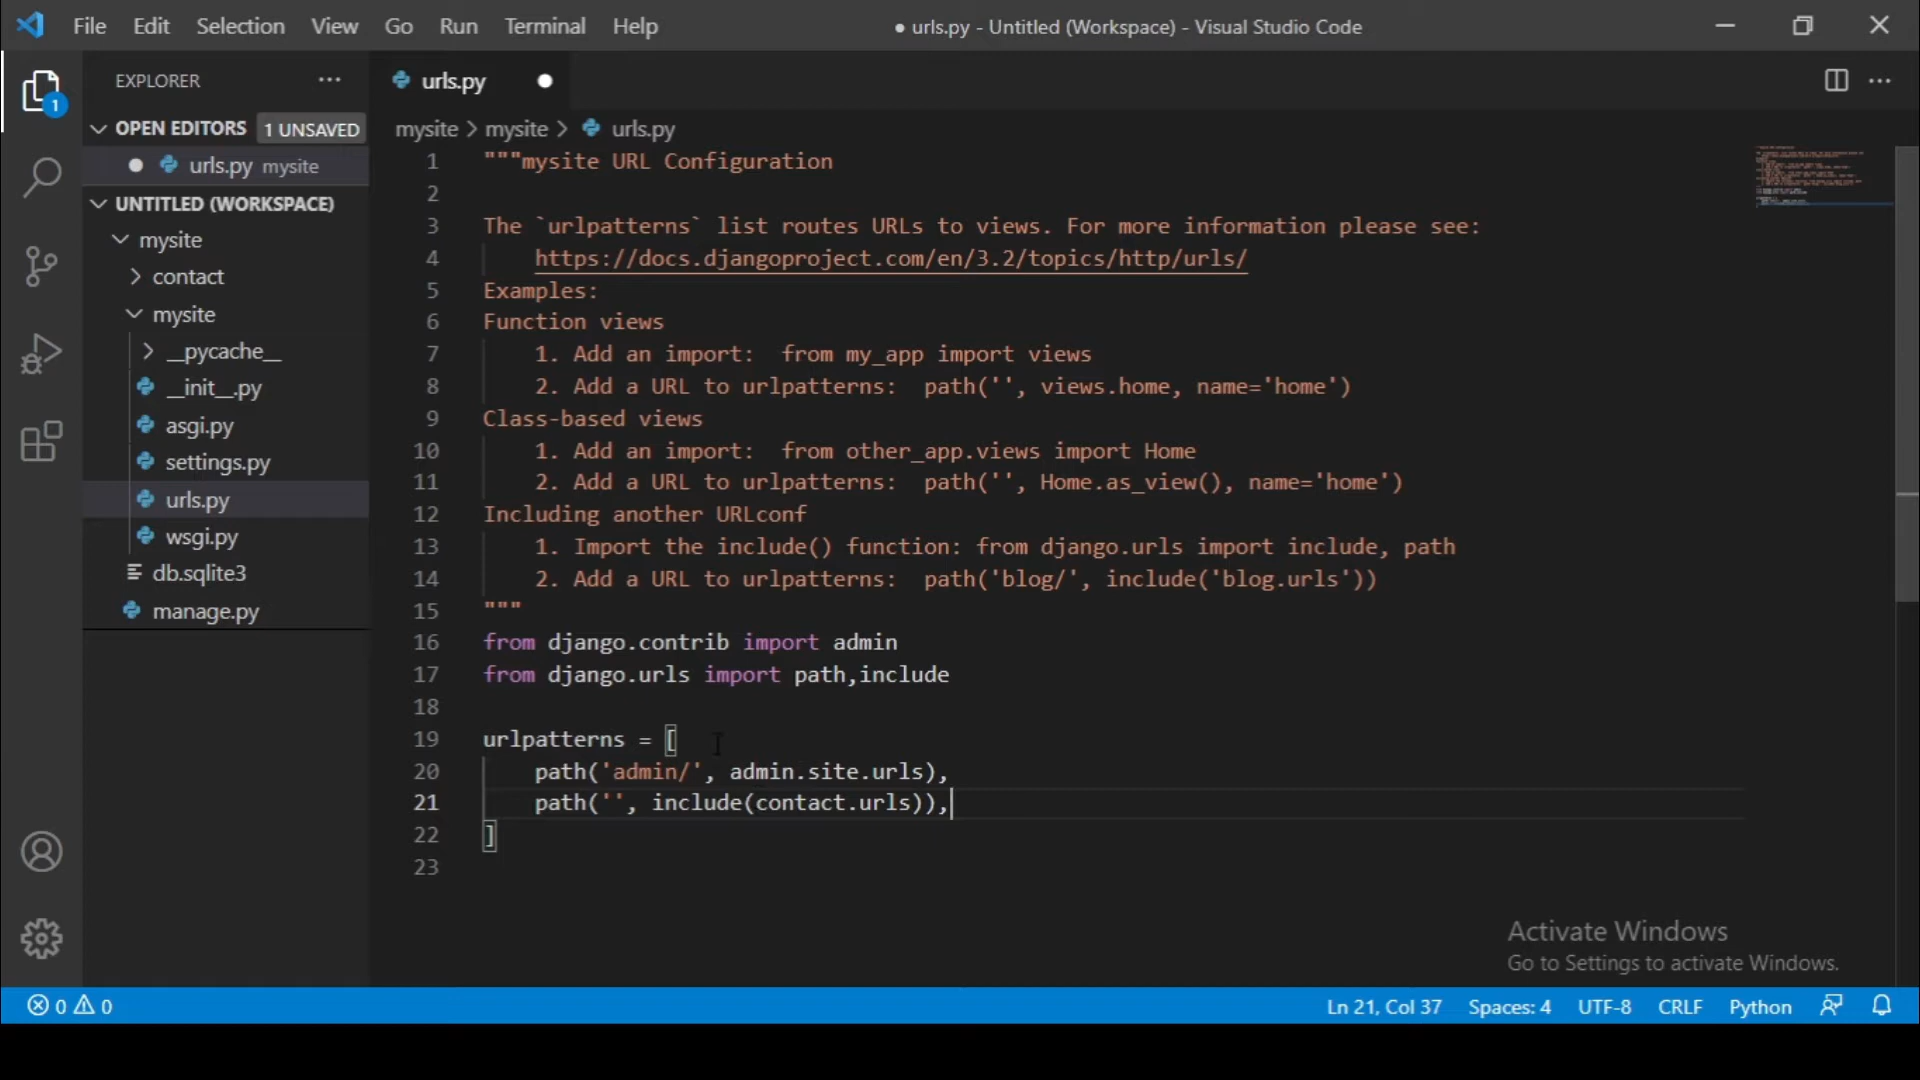 File Edit Selection View Go Run Terminal Help
● urls.py - Untitled (Workspace) - Visual Studio Code
EXPLORER
1
OPEN EDITORS 1 UNSAVED
urls.py mysite
UNTITLED (WORKSPACE)
mysite
contact
mysite
__pycache__
__init__.py
asgi.py
settings.py
urls.py
wsgi.py
db.sqlite3
manage.py
urls.py
mysite > mysite > urls.py
1 """mysite URL Configuration
2
3 The `urlpatterns` list routes URLs to views. For more information please see:
4     https://docs.djangoproject.com/en/3.2/topics/http/urls/
5 Examples:
6 Function views
7     1. Add an import:  from my_app import views
8     2. Add a URL to urlpatterns:  path('', views.home, name='home')
9 Class-based views
10     1. Add an import:  from other_app.views import Home
11     2. Add a URL to urlpatterns:  path('', Home.as_view(), name='home')
12 Including another URLconf
13     1. Import the include() function: from django.urls import include, path
14     2. Add a URL to urlpatterns:  path('blog/', include('blog.urls'))
15 """
16 from django.contrib import admin
17 from django.urls import path,include
18
19 urlpatterns = [
20     path('admin/', admin.site.urls),
21     path('', include(contact.urls)),
22 ]
23
Activate Windows
Go to Settings to activate Windows.
0 0
Ln 21, Col 37 Spaces: 4 UTF-8 CRLF Python